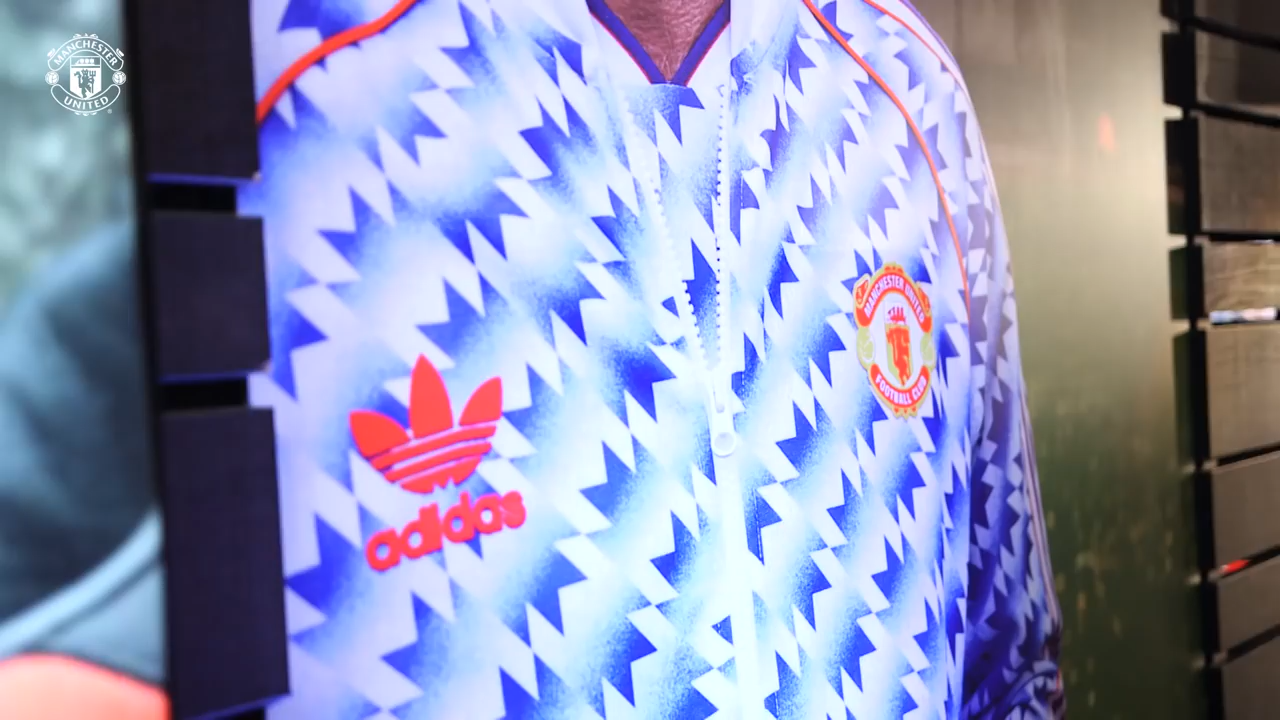 MANCHESTER
UNITED
MANCHESTER UNITED
FOOTBALL CLUB
adidas